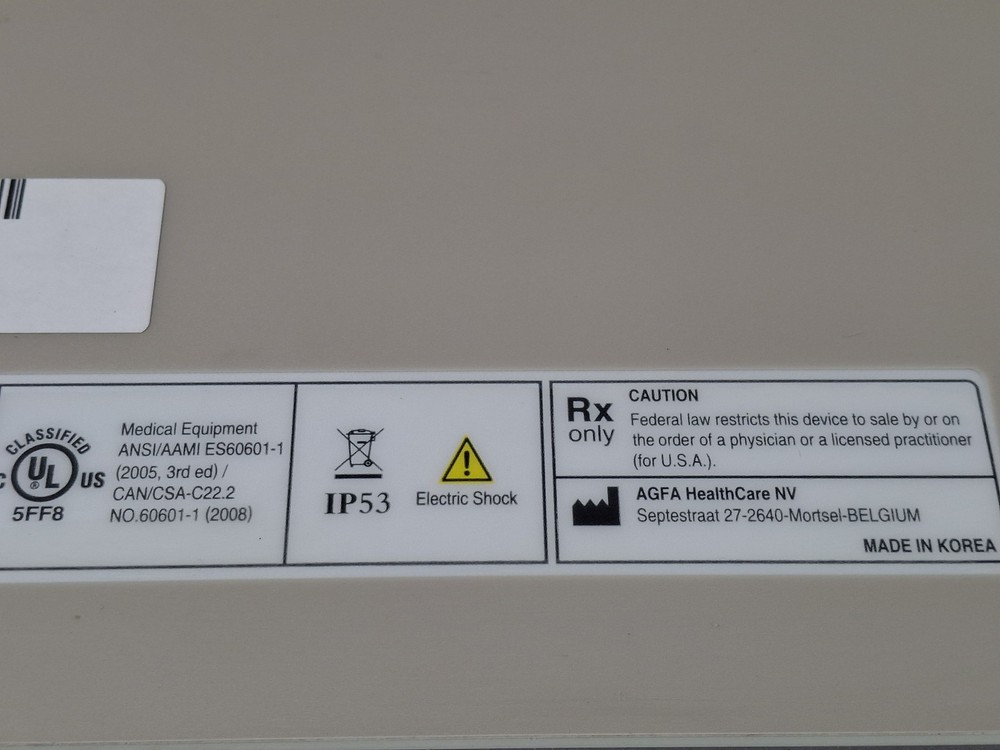 CLASSIFIED
C UL US
®
5FF8
Medical Equipment
ANSI/AAMI ES60601-1
(2005, 3rd ed) /
CAN/CSA-C22.2
NO.60601-1 (2008)
IP53
Electric Shock
Rx
only
CAUTION
Federal law restricts this device to sale by or on
the order of a physician or a licensed practitioner
(for U.S.A.).
AGFA HealthCare NV
Septestraat 27-2640-Mortsel-BELGIUM
MADE IN KOREA